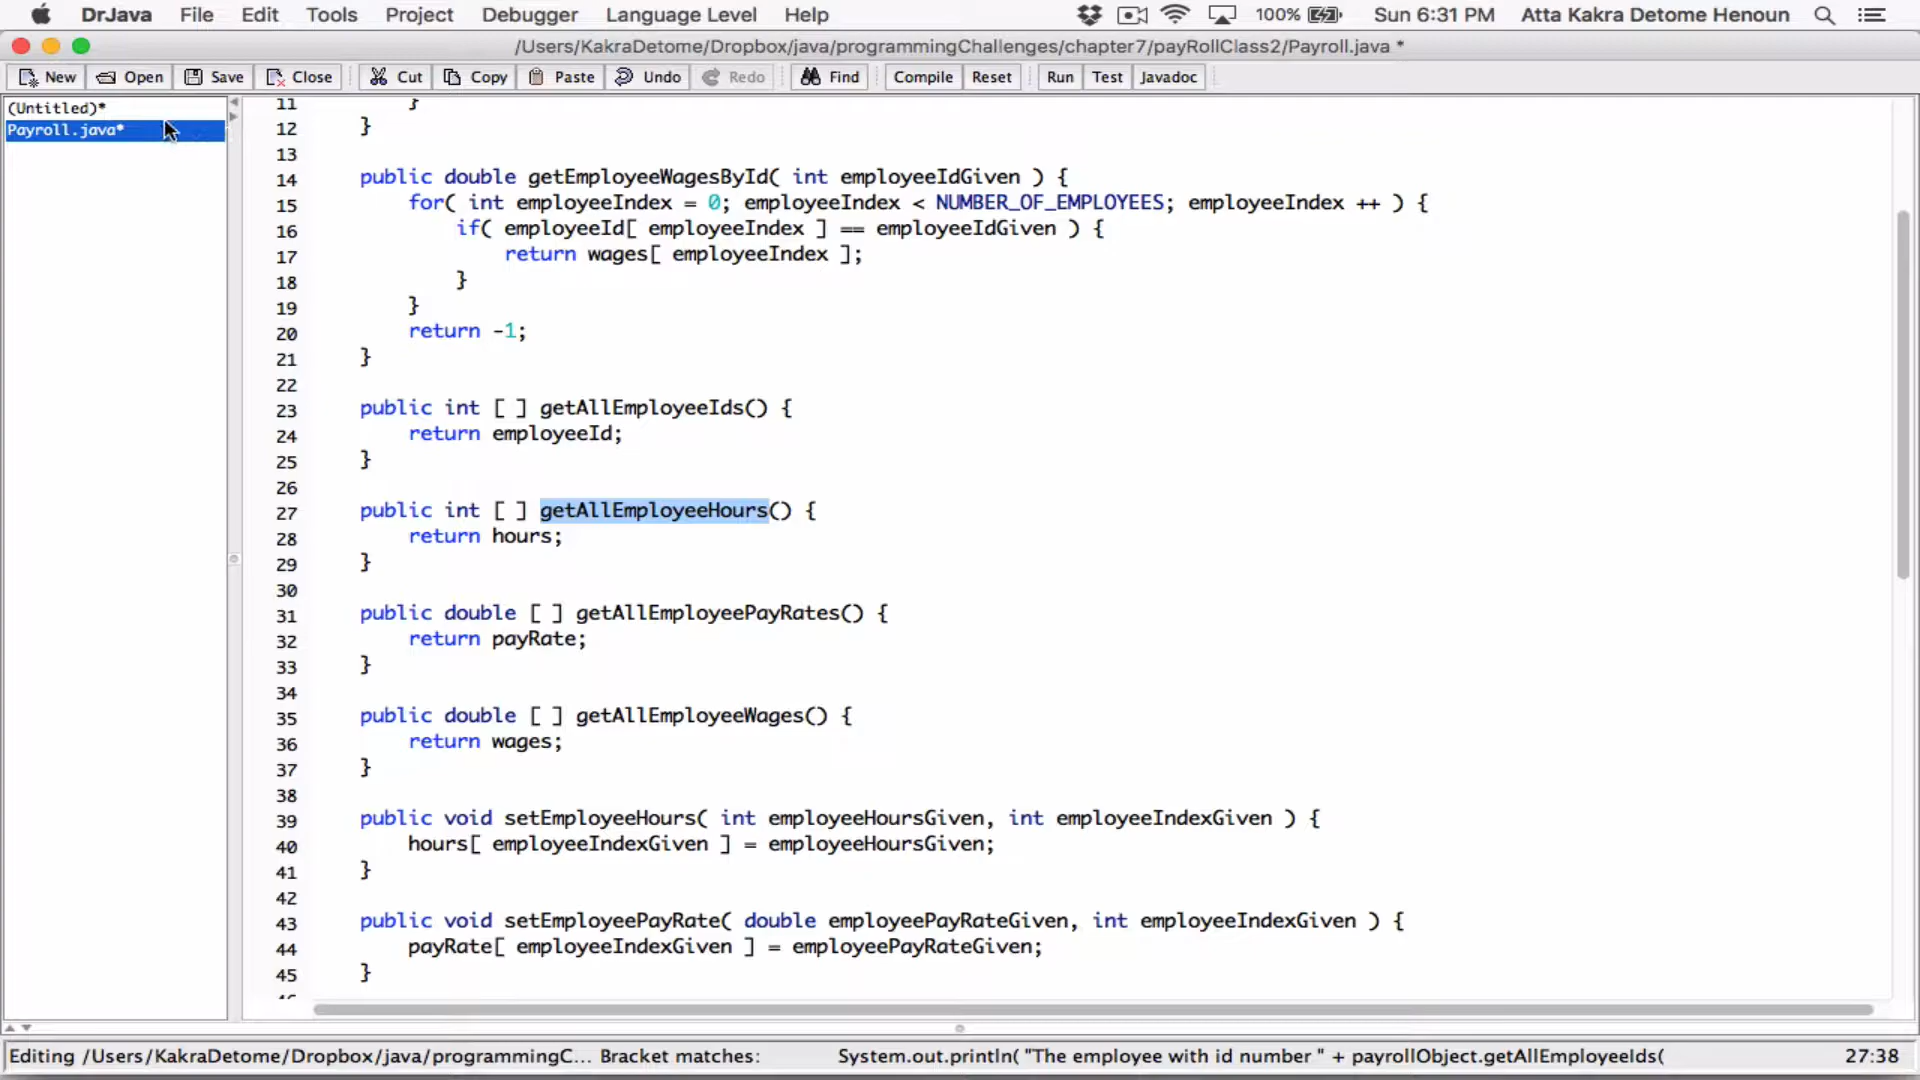 DrJava File Edit Tools Project Debugger Language Level Help 100% Sun 6:31 PM Atta Kakra Detome Henoun
/Users/KakraDetome/Dropbox/java/programmingChallenges/chapter7/payRollClass2/Payroll.java *
New Open Save Close Cut Copy Paste Undo Redo Find Compile Reset Run Test Javadoc
(Untitled)*
Payroll.java*
11 }
12 }
13
14 public double getEmployeeWagesById( int employeeIdGiven ) {
15 for( int employeeIndex = 0; employeeIndex < NUMBER_OF_EMPLOYEES; employeeIndex ++ ) {
16 if( employeeId[ employeeIndex ] == employeeIdGiven ) {
17 return wages[ employeeIndex ];
18 }
19 }
20 return -1;
21 }
22
23 public int [ ] getAllEmployeeIds() {
24 return employeeId;
25 }
26
27 public int [ ] getAllEmployeeHours() {
28 return hours;
29 }
30
31 public double [ ] getAllEmployeePayRates() {
32 return payRate;
33 }
34
35 public double [ ] getAllEmployeeWages() {
36 return wages;
37 }
38
39 public void setEmployeeHours( int employeeHoursGiven, int employeeIndexGiven ) {
40 hours[ employeeIndexGiven ] = employeeHoursGiven;
41 }
42
43 public void setEmployeePayRate( double employeePayRateGiven, int employeeIndexGiven ) {
44 payRate[ employeeIndexGiven ] = employeePayRateGiven;
45 }
Editing /Users/KakraDetome/Dropbox/java/programmingC... Bracket matches: System.out.println( "The employee with id number " + payrollObject.getAllEmployeeIds( 27:38